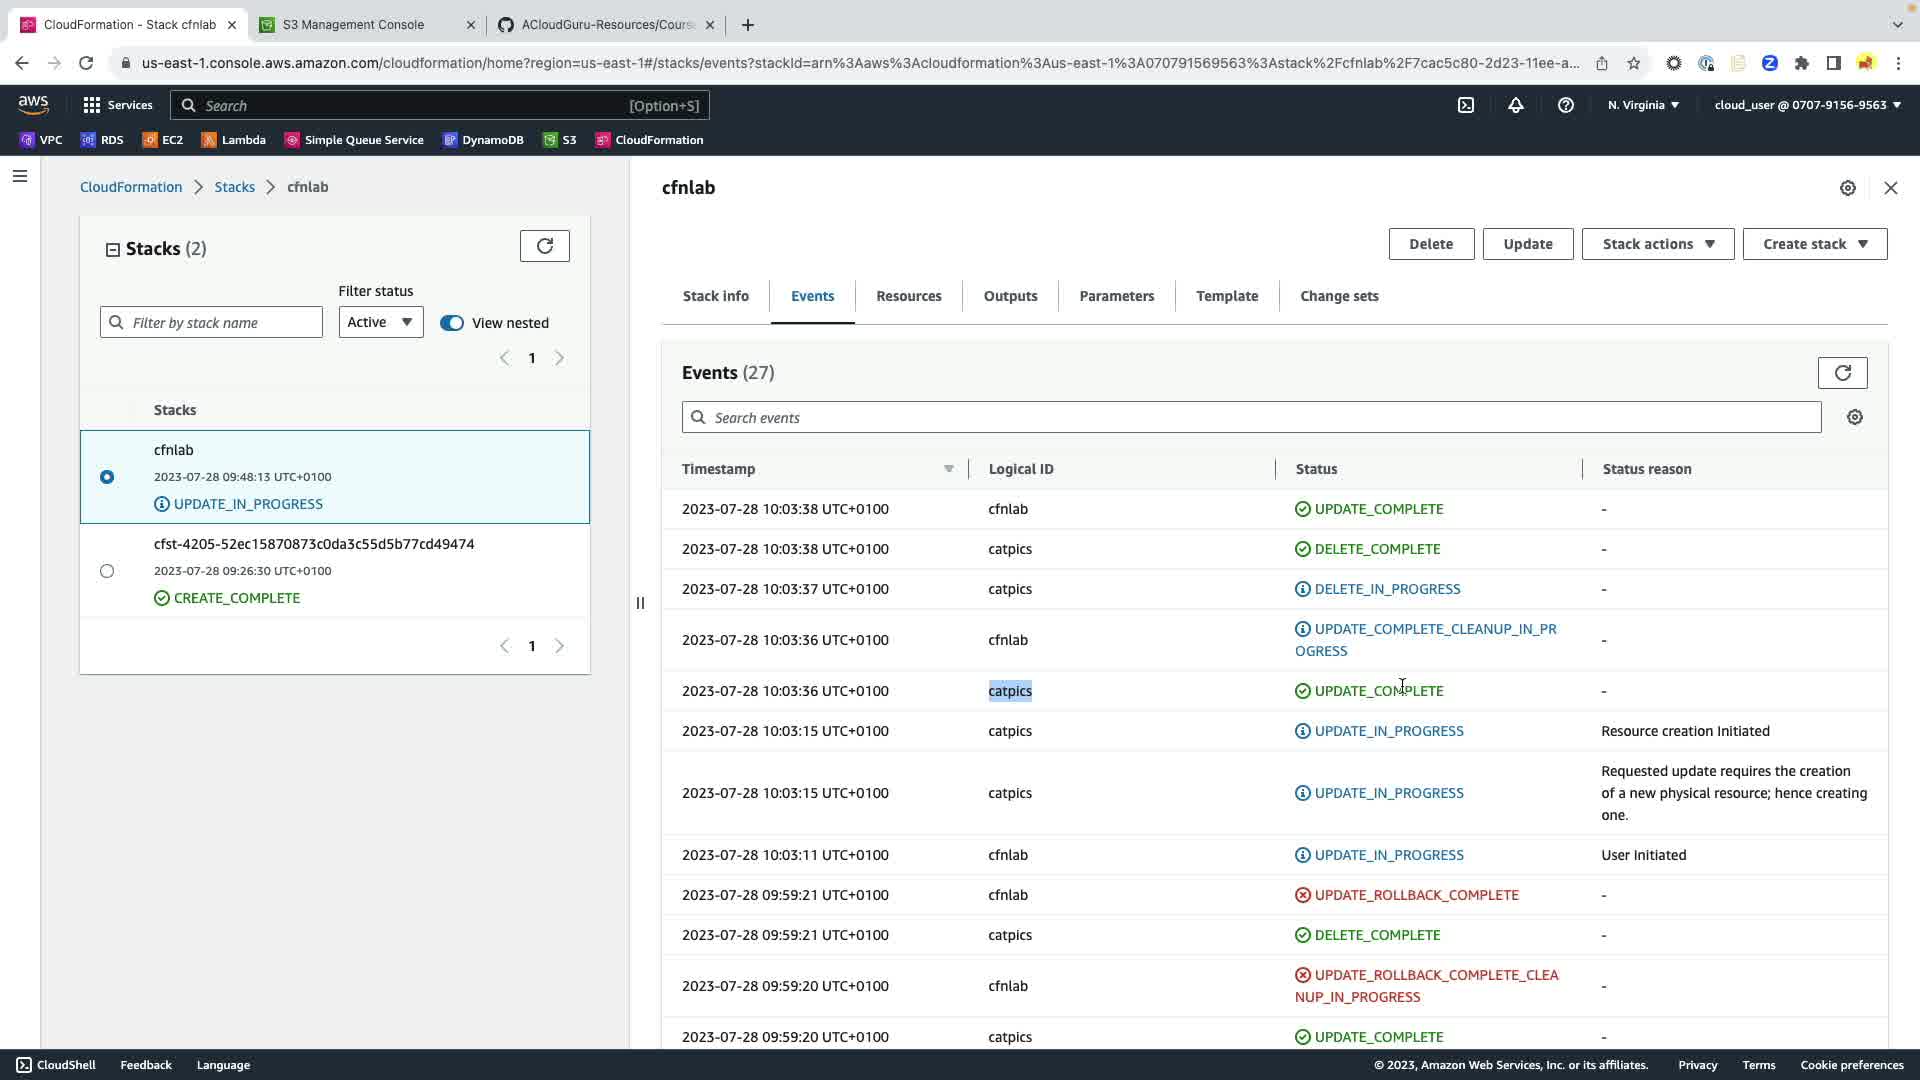 CloudFormation - Stack cfnlab
S3 Management Console
ACloudGuru-Resources/Cours
us-east-1.console.aws.amazon.com/cloudformation/home?region=us-east-1#/stacks/events?stackId=arn%3Aaws%3Acloudformation%3Aus-east-1%3A070791569563%3Astack%2Fcfnlab%2F7cac5c80-2d23-11ee-a...
aws
Services
Search
[Option+S]
N. Virginia
cloud_user @ 0707-9156-9563
VPC
RDS
EC2
Lambda
Simple Queue Service
DynamoDB
S3
CloudFormation
CloudFormation
Stacks
cfnlab
Stacks (2)
Filter status
Filter by stack name
Active
View nested
1
Stacks
cfnlab
2023-07-28 09:48:13 UTC+0100
UPDATE_IN_PROGRESS
cfst-4205-52ec15870873c0da3c55d5b77cd49474
2023-07-28 09:26:30 UTC+0100
CREATE_COMPLETE
1
cfnlab
Delete
Update
Stack actions
Create stack
Stack info
Events
Resources
Outputs
Parameters
Template
Change sets
Events (27)
Search events
Timestamp
Logical ID
Status
Status reason
2023-07-28 10:03:38 UTC+0100
cfnlab
UPDATE_COMPLETE
-
2023-07-28 10:03:38 UTC+0100
catpics
DELETE_COMPLETE
-
2023-07-28 10:03:37 UTC+0100
catpics
DELETE_IN_PROGRESS
-
2023-07-28 10:03:36 UTC+0100
cfnlab
UPDATE_COMPLETE_CLEANUP_IN_PR
OGRESS
-
2023-07-28 10:03:36 UTC+0100
catpics
UPDATE_COMPLETE
-
2023-07-28 10:03:15 UTC+0100
catpics
UPDATE_IN_PROGRESS
Resource creation Initiated
2023-07-28 10:03:15 UTC+0100
catpics
UPDATE_IN_PROGRESS
Requested update requires the creation
of a new physical resource; hence creating
one.
2023-07-28 10:03:11 UTC+0100
cfnlab
UPDATE_IN_PROGRESS
User Initiated
2023-07-28 09:59:21 UTC+0100
cfnlab
UPDATE_ROLLBACK_COMPLETE
-
2023-07-28 09:59:21 UTC+0100
catpics
DELETE_COMPLETE
-
2023-07-28 09:59:20 UTC+0100
cfnlab
UPDATE_ROLLBACK_COMPLETE_CLEA
NUP_IN_PROGRESS
-
2023-07-28 09:59:20 UTC+0100
catpics
UPDATE_COMPLETE
-
CloudShell
Feedback
Language
© 2023, Amazon Web Services, Inc. or its affiliates.
Privacy
Terms
Cookie preferences